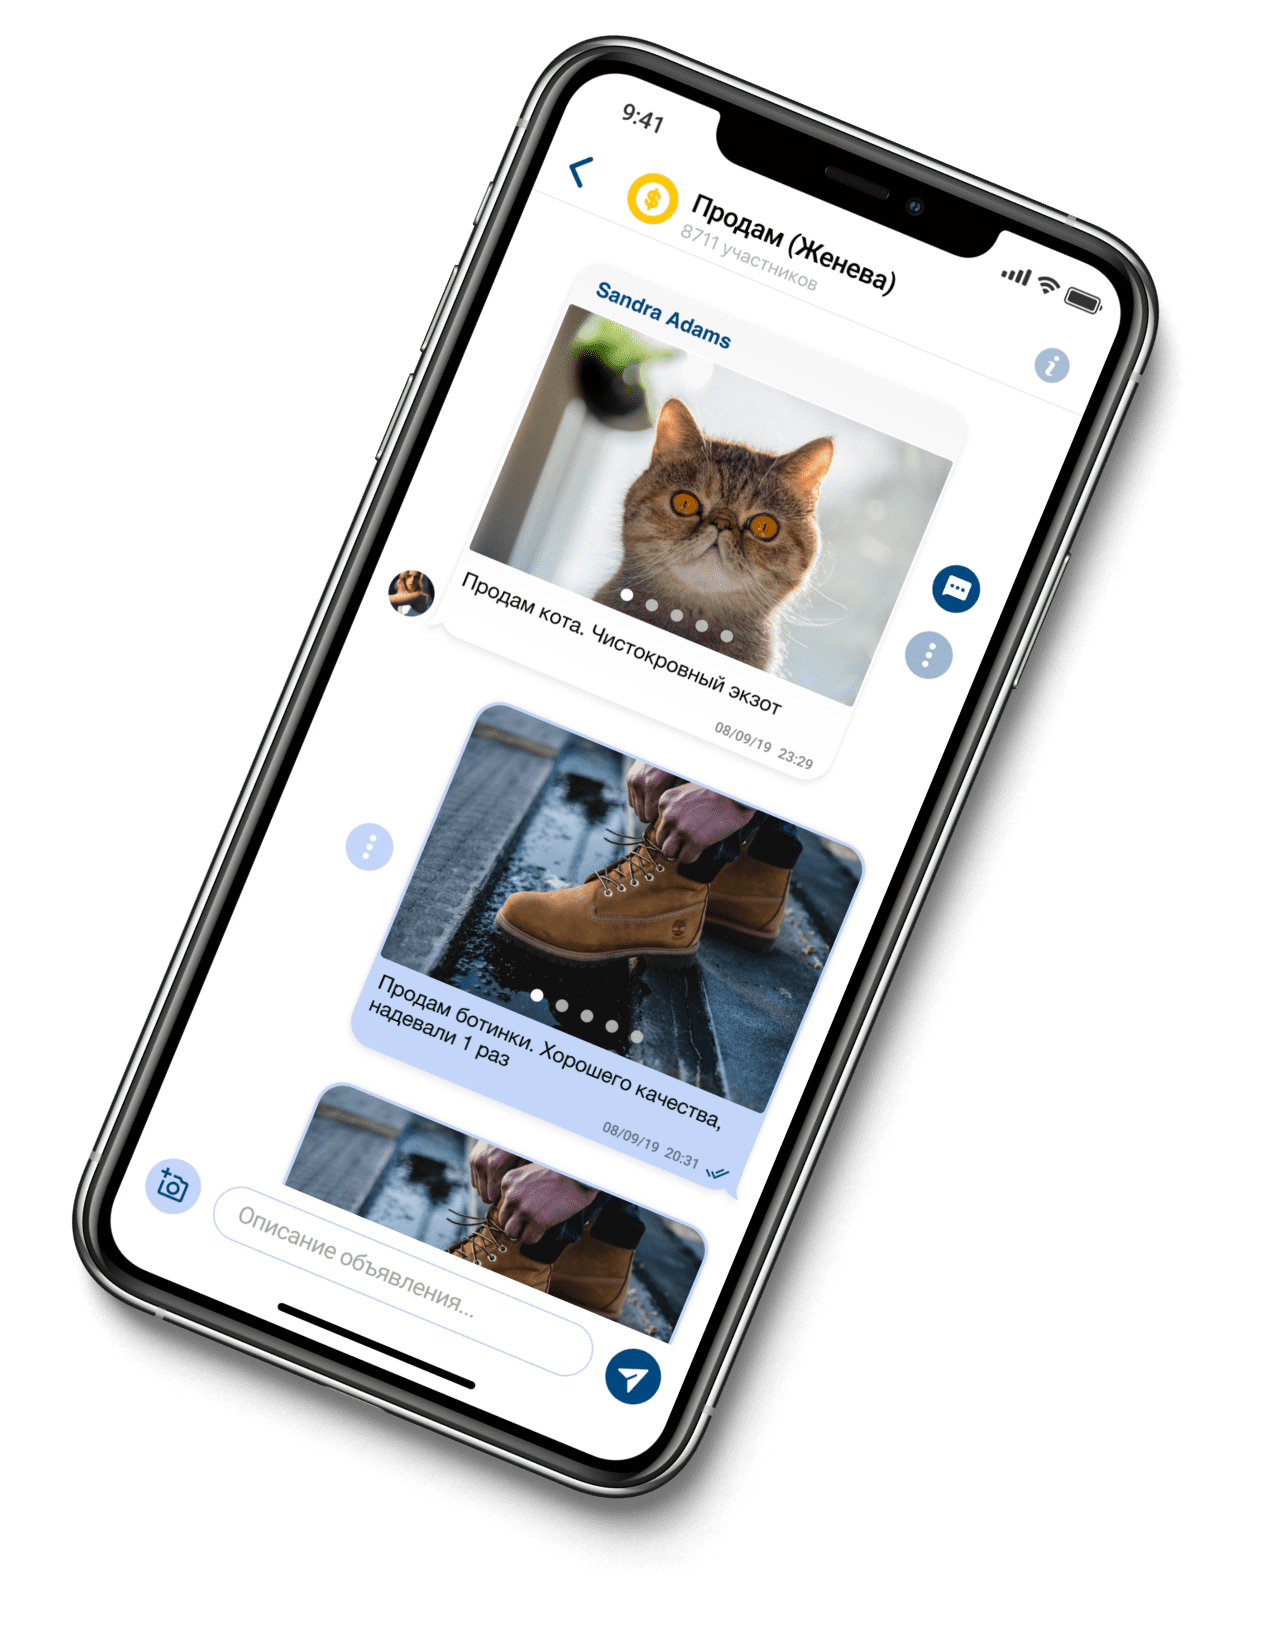 9:41
Продам (Женева)
8711 участников
Sandra Adams
Продам кота. Чистокровный экзот
08/09/19 23:29
Продам ботинки. Хорошего качества,
надевали 1 раз
08/09/19 20:31
Описание объявления...